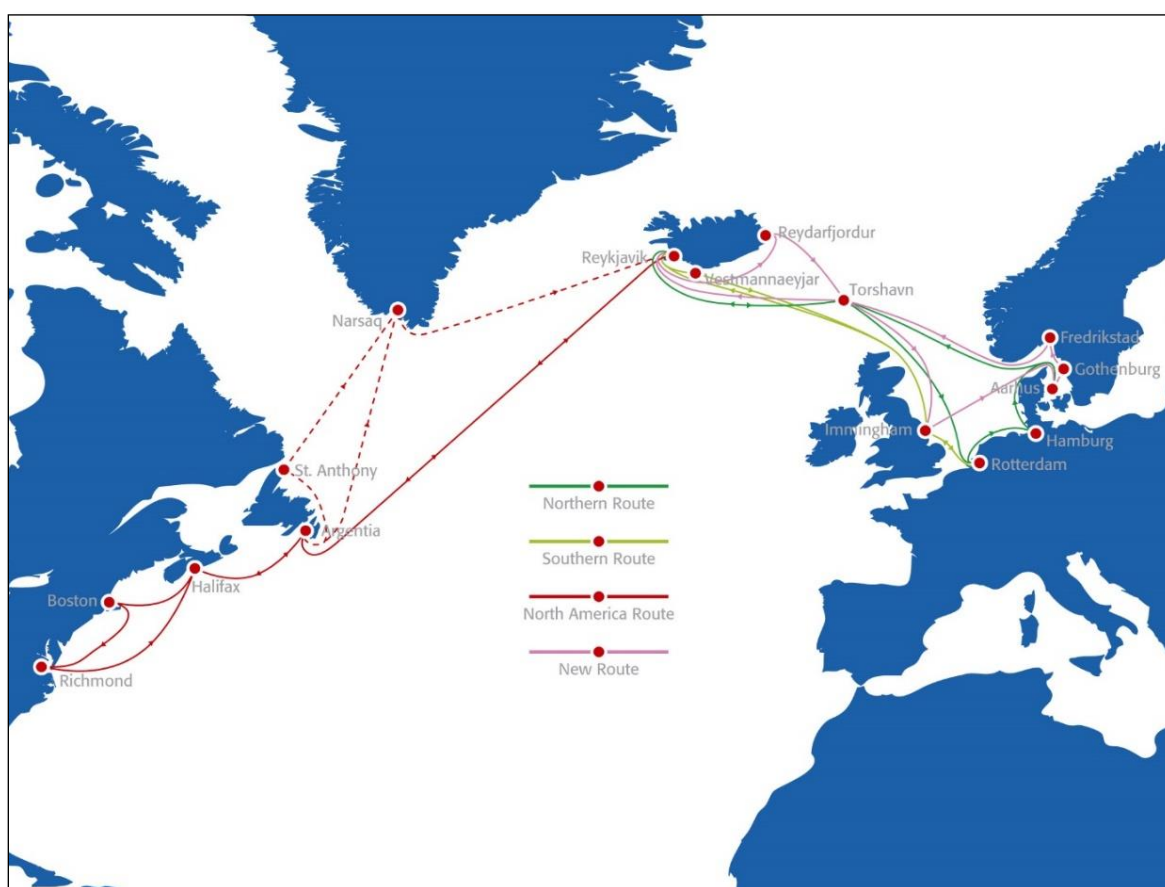 Reydarfjordur
Reykjavik
Vestmannaeyjar
Torshavn
Narsaq
Fredrikstad
Gothenburg
Aarhus
Immingham
Hamburg
Rotterdam
St. Anthony
Argentia
Halifax
Boston
Richmond
Northern Route
Southern Route
North America Route
New Route